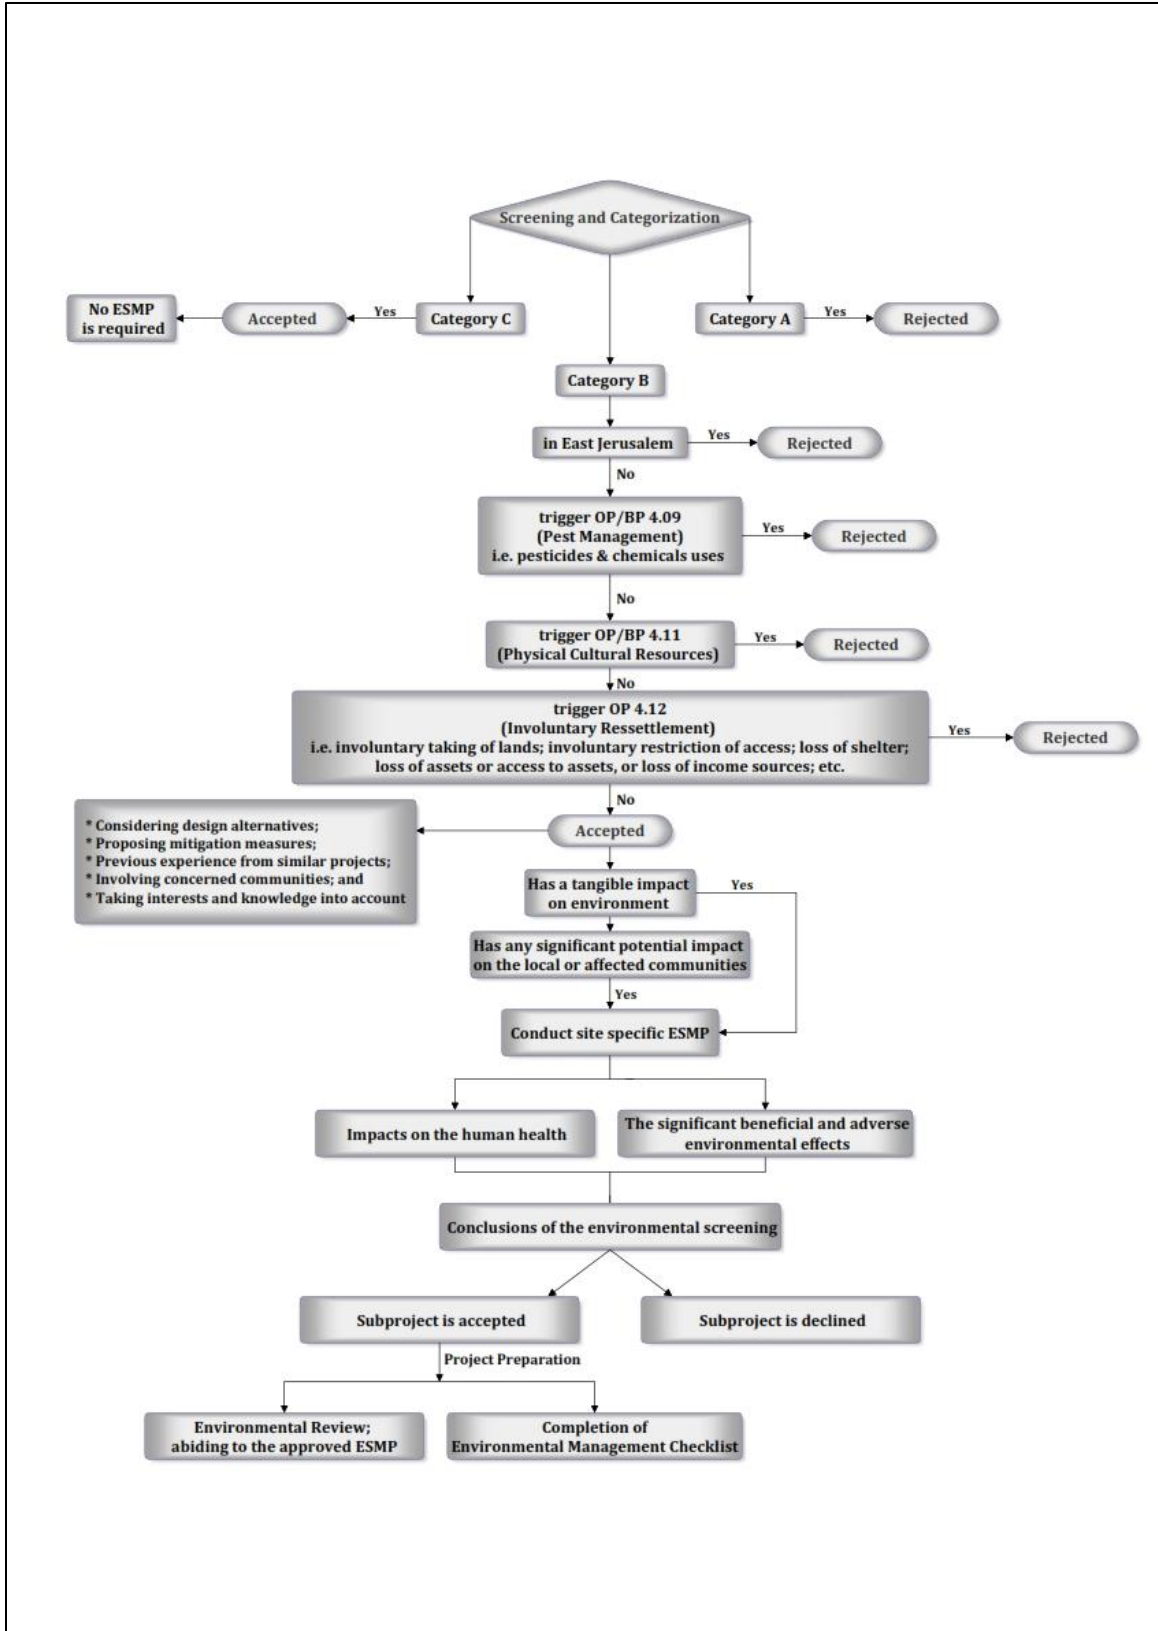 Screening and Categorization
No ESMP
is required
Accepted
Yes
Category C
Category A
Yes
Rejected
Category B
in East Jerusalem
Yes
Rejected
No
trigger OP/BP 4.09
(Pest Management)
i.e. pesticides & chemicals uses
Yes
Rejected
No
trigger OP/BP 4.11
(Physical Cultural Resources)
Yes
Rejected
No
trigger OP 4.12
(Involuntary Ressettlement)
i.e. involuntary taking of lands; involuntary restriction of access; loss of shelter;
loss of assets or access to assets, or loss of income sources; etc.
Yes
Rejected
No
Accepted
* Considering design alternatives;
* Proposing mitigation measures;
* Previous experience from similar projects;
* Involving concerned communities; and
* Taking interests and knowledge into account
Has a tangible impact
on environment
Yes
Has any significant potential impact
on the local or affected communities
Yes
Conduct site specific ESMP
Impacts on the human health
The significant beneficial and adverse
environmental effects
Conclusions of the environmental screening
Subproject is accepted
Subproject is declined
Project Preparation
Environmental Review;
abiding to the approved ESMP
Completion of
Environmental Management Checklist